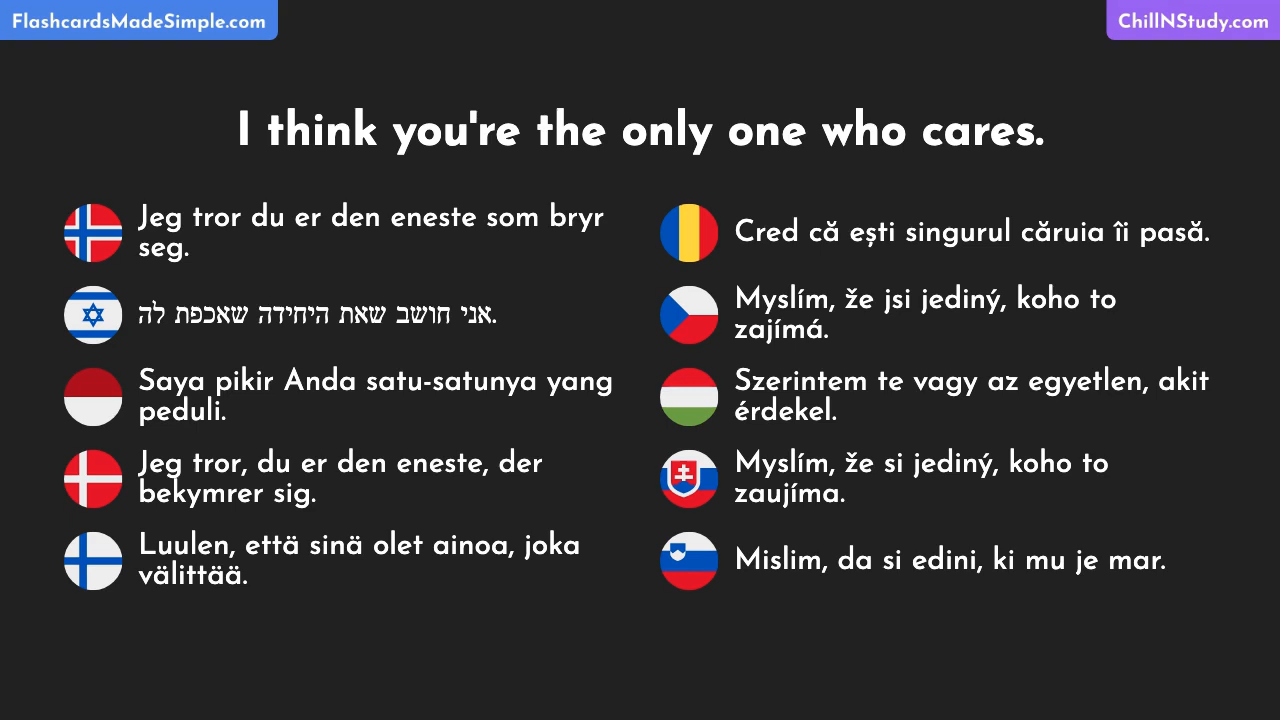 FlashcardsMadeSimple.com
ChillNStudy.com
I think you're the only one who cares.
Jeg tror du er den eneste som bryr
seg.
אני חושב שאת היחידה שאכפת לה.
Saya pikir Anda satu-satunya yang
peduli.
Jeg tror, du er den eneste, der
bekymrer sig.
Luulen, että sinä olet ainoa, joka
välittää.
Cred că ești singurul căruia îi pasă.
Myslím, že jsi jediný, koho to
zajímá.
Szerintem te vagy az egyetlen, akit
érdekel.
Myslím, že si jediný, koho to
zaujíma.
Mislim, da si edini, ki mu je mar.